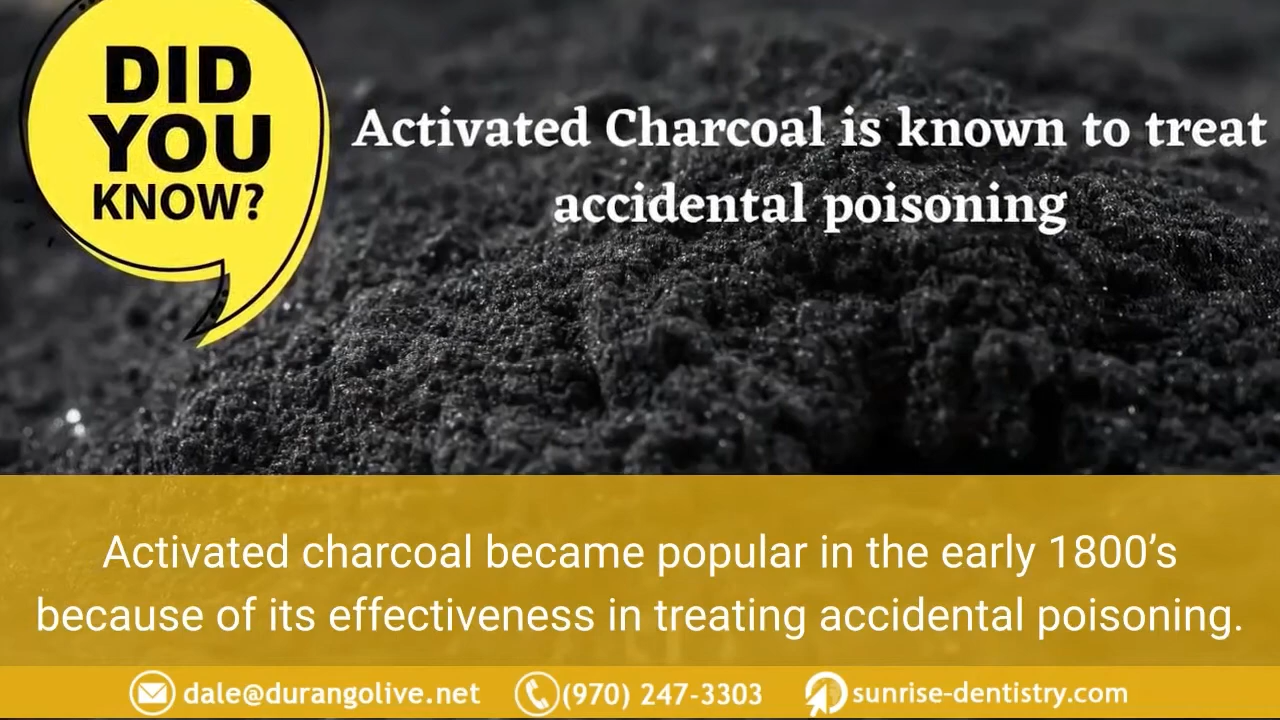 DID
YOU
KNOW?
Activated Charcoal is known to treat
accidental poisoning
Activated charcoal became popular in the early 1800’s
because of its effectiveness in treating accidental poisoning.
dale@durangolive.net (970) 247-3303 sunrise-dentistry.com